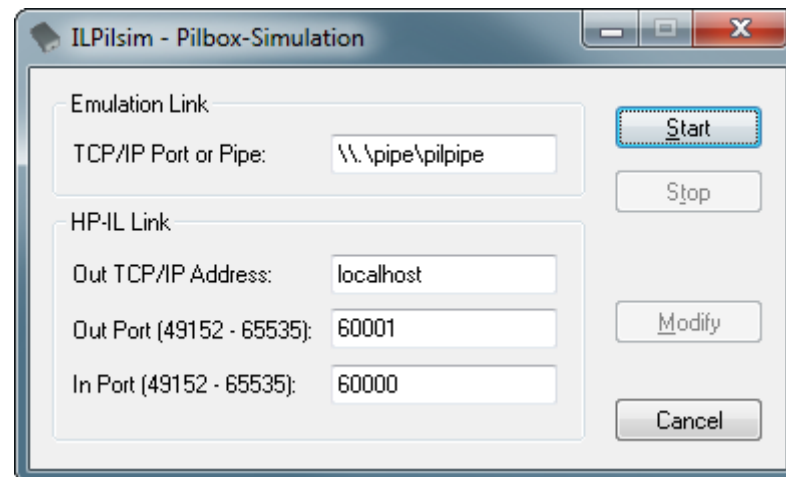 ILPilsim - Pilbox-Simulation
Emulation Link
TCP/IP Port or Pipe: \\.\pipe\pilpipe
Start
Stop
HP-IL Link
Out TCP/IP Address: localhost
Out Port (49152 - 65535): 60001
Modify
In Port (49152 - 65535): 60000
Cancel